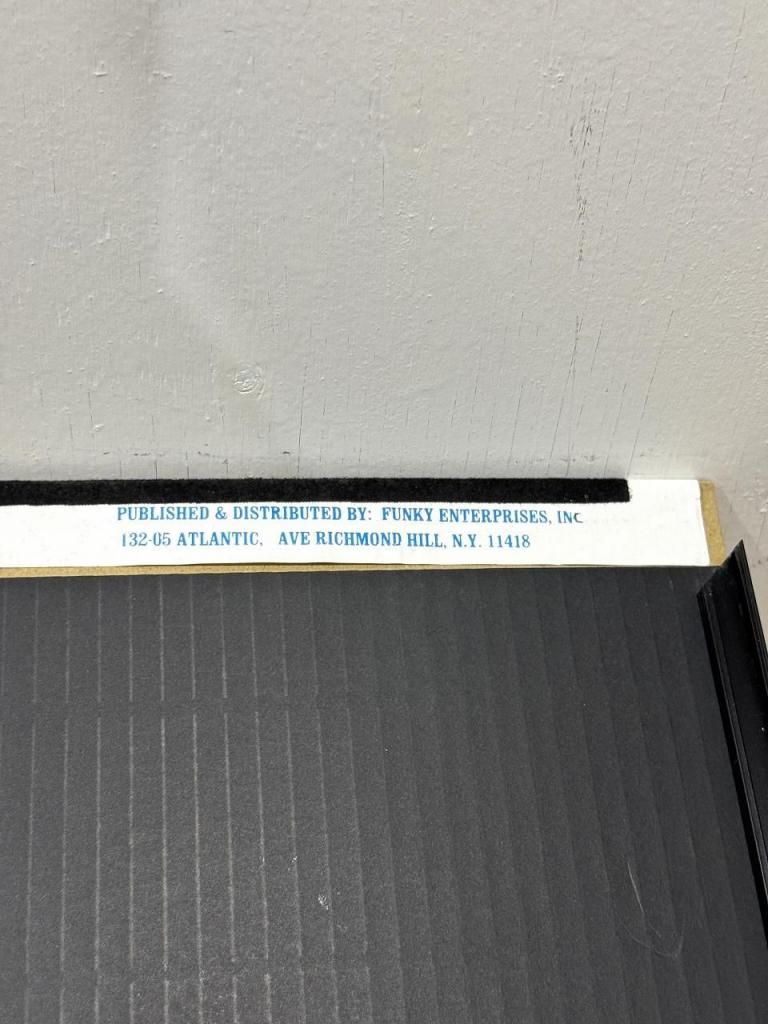 PUBLISHED & DISTRIBUTED BY: FUNKY ENTERPRISES, INC
132-05 ATLANTIC, AVE RICHMOND HILL, N.Y. 11418